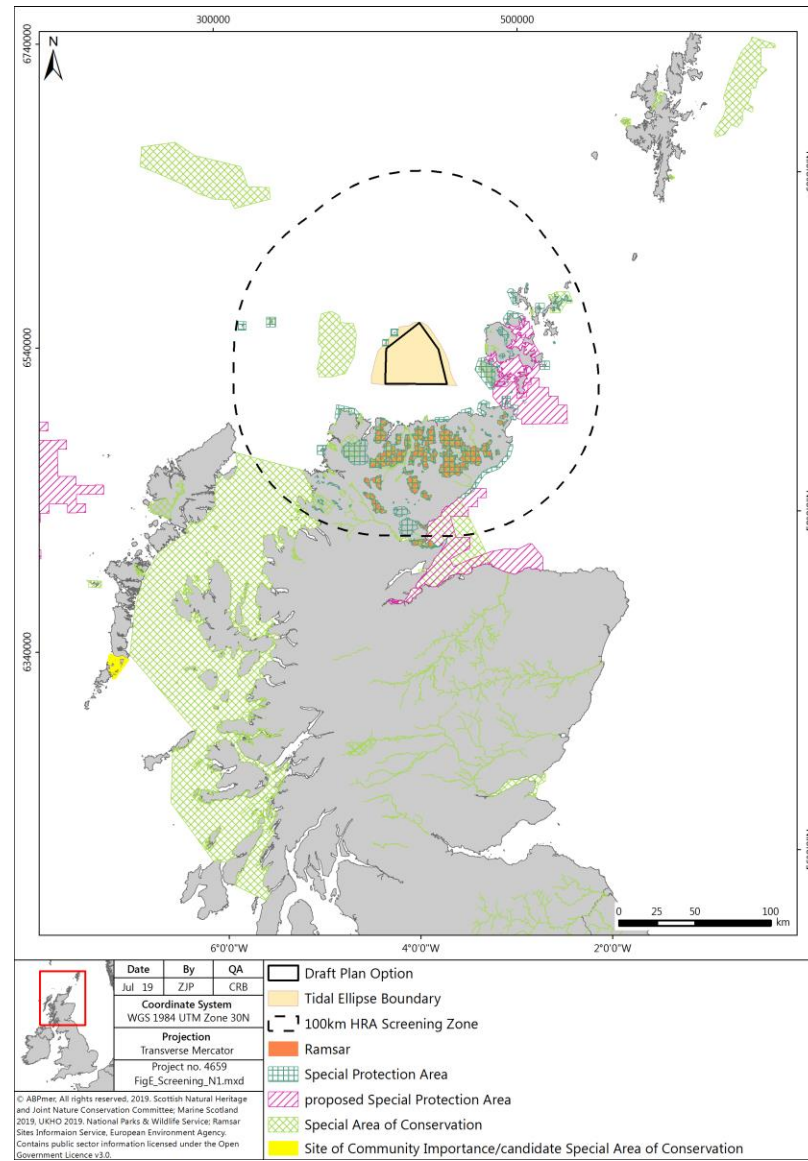 300000 500000
6740000
N
6540000
6340000
6°0'0"W 4°0'0"W 2°0'0"W
0 25 50 100
km
Date By QA
Jul 19 ZJP CRB
Coordinate System
WGS 1984 UTM Zone 30N
Projection
Transverse Mercator
Project no. 4659
FigE_Screening_N1.mxd
© ABPmer, All rights reserved, 2019. Scottish Natural Heritage
and Joint Nature Conservation Committee; Marine Scotland
2019, UKHO 2019. National Parks & Wildlife Service; Ramsar
Sites Informaion Service, European Environment Agency.
Contains public sector information licensed under the Open
Government Licence v3.0.
Draft Plan Option
Tidal Ellipse Boundary
100km HRA Screening Zone
Ramsar
Special Protection Area
proposed Special Protection Area
Special Area of Conservation
Site of Community Importance/candidate Special Area of Conservation